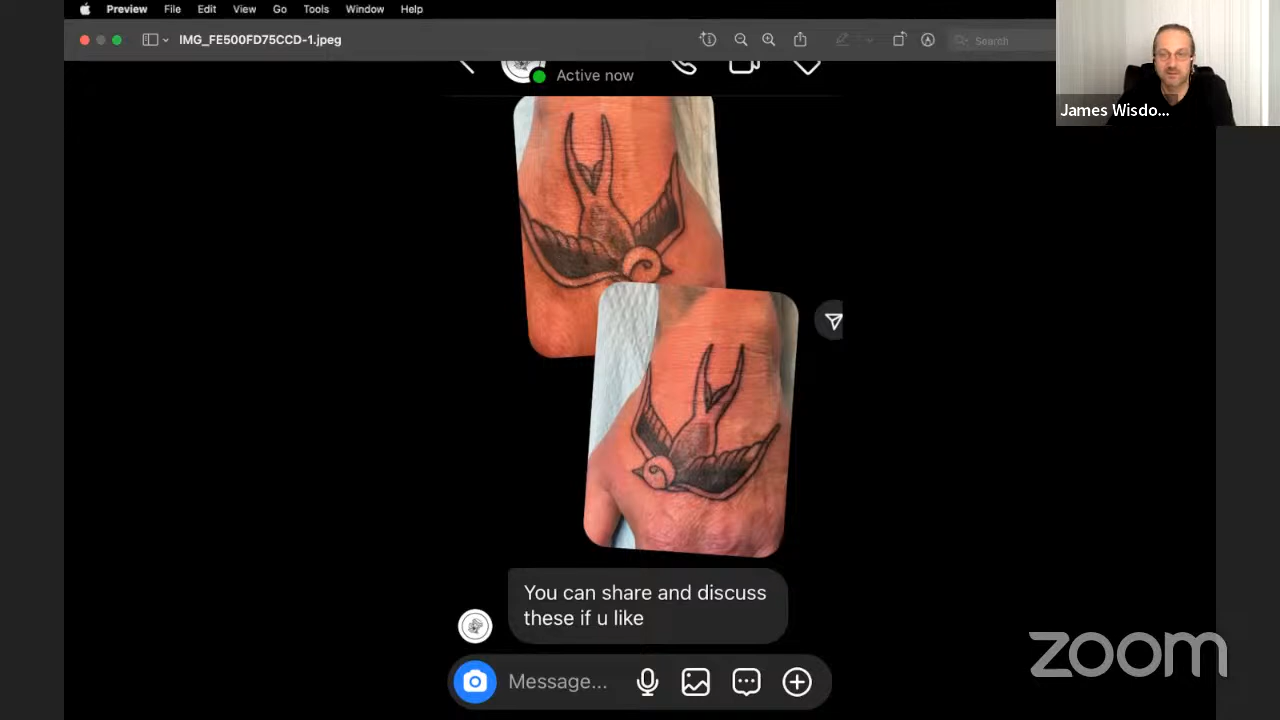 Preview File Edit View Go Tools Window Help
IMG_FE500FD75CCD-1.jpeg
Search
Active now
James Wisdo...
You can share and discuss
these if u like
Message...
zoom